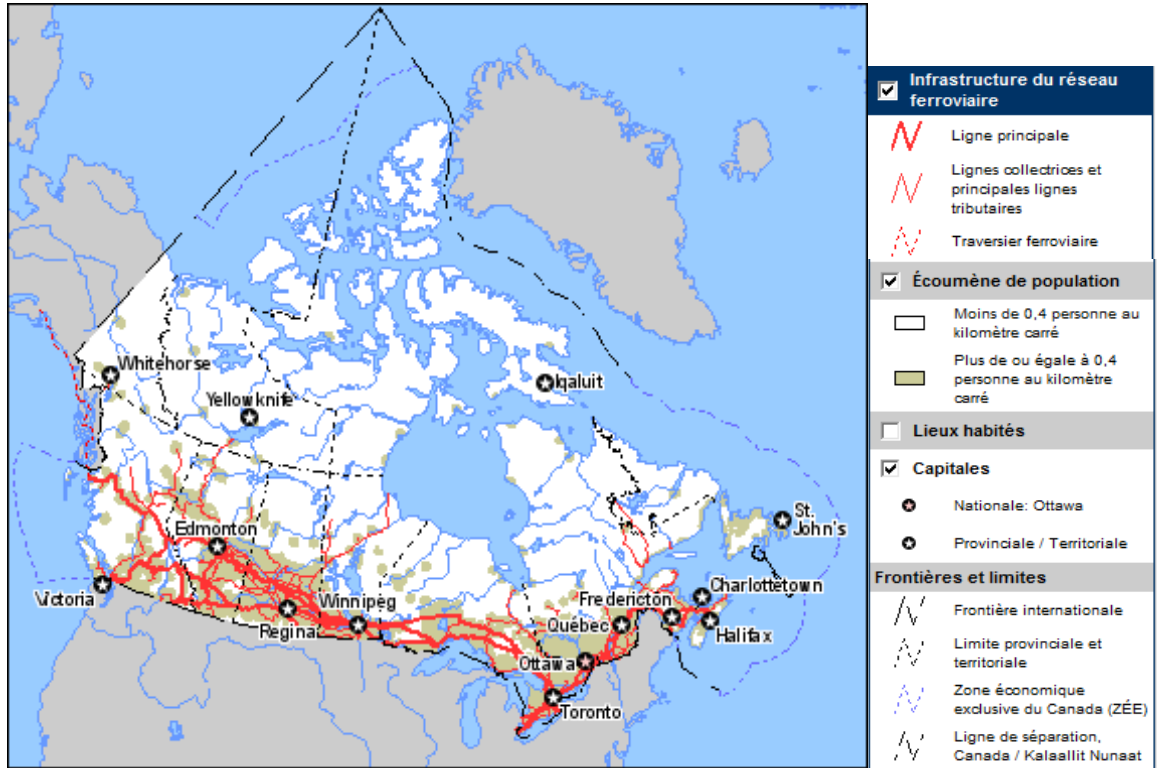 Whitehorse
Yellowknife
Iqaluit
Edmonton
St.
John's
Charlottetown
Victoria
Winnipeg
Fredericton
Regina
Québec
Halifax
Ottawa
Toronto
Infrastructure du réseau
ferroviaire
Ligne principale
Lignes collectrices et
principales lignes
tributaires
Traversier ferroviaire
Écoumène de population
Moins de 0,4 personne au
kilomètre carré
Plus de ou égale à 0,4
personne au kilomètre
carré
Lieux habités
Capitales
Nationale: Ottawa
Provinciale / Territoriale
Frontières et limites
Frontière internationale
Limite provinciale et
territoriale
Zone économique
exclusive du Canada (ZÉE)
Ligne de séparation,
Canada / Kalaallit Nunaat